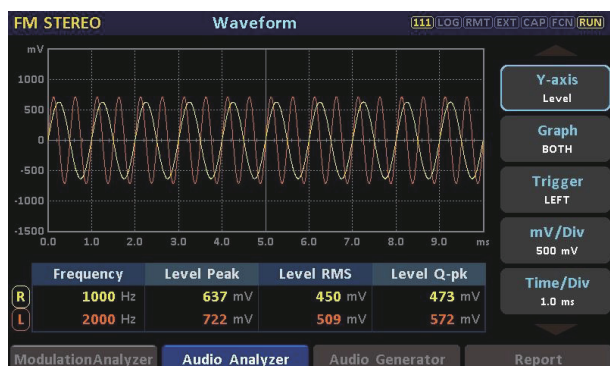 FM STEREO Waveform 111 LOG RMT EXT CAP FCN RUN
mV
1000
500
0
-500
-1000
-1500
0.0 1.0 2.0 3.0 4.0 5.0 6.0 7.0 8.0 9.0 ms
Y-axis
Level
Graph
BOTH
Trigger
LEFT
mV/Div
500 mV
Time/Div
1.0 ms
Frequency Level Peak Level RMS Level Q-pk
R 1000 Hz 637 mV 450 mV 473 mV
L 2000 Hz 722 mV 509 mV 572 mV
ModulationAnalyzer Audio Analyzer Audio Generator Report